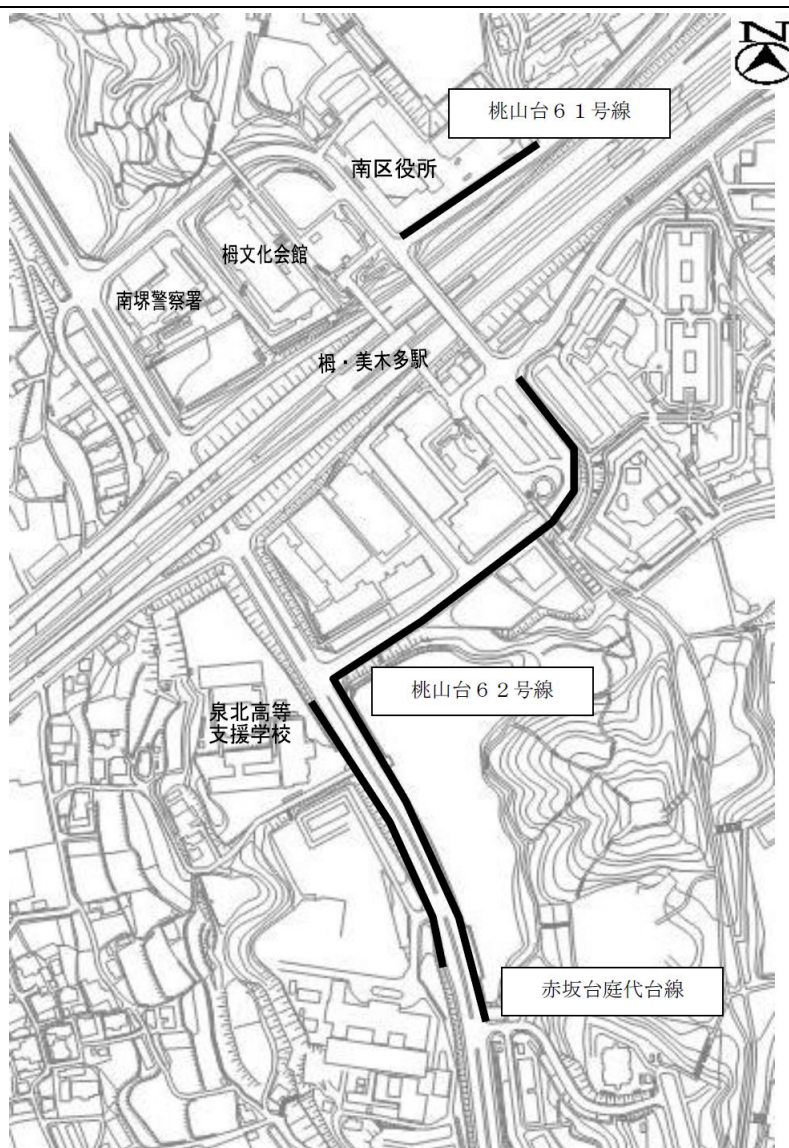 N
桃山台61号線
南区役所
栂文化会館
南堺警察署
栂・美木多駅
桃山台62号線
泉北高等
支援学校
赤坂台庭代台線